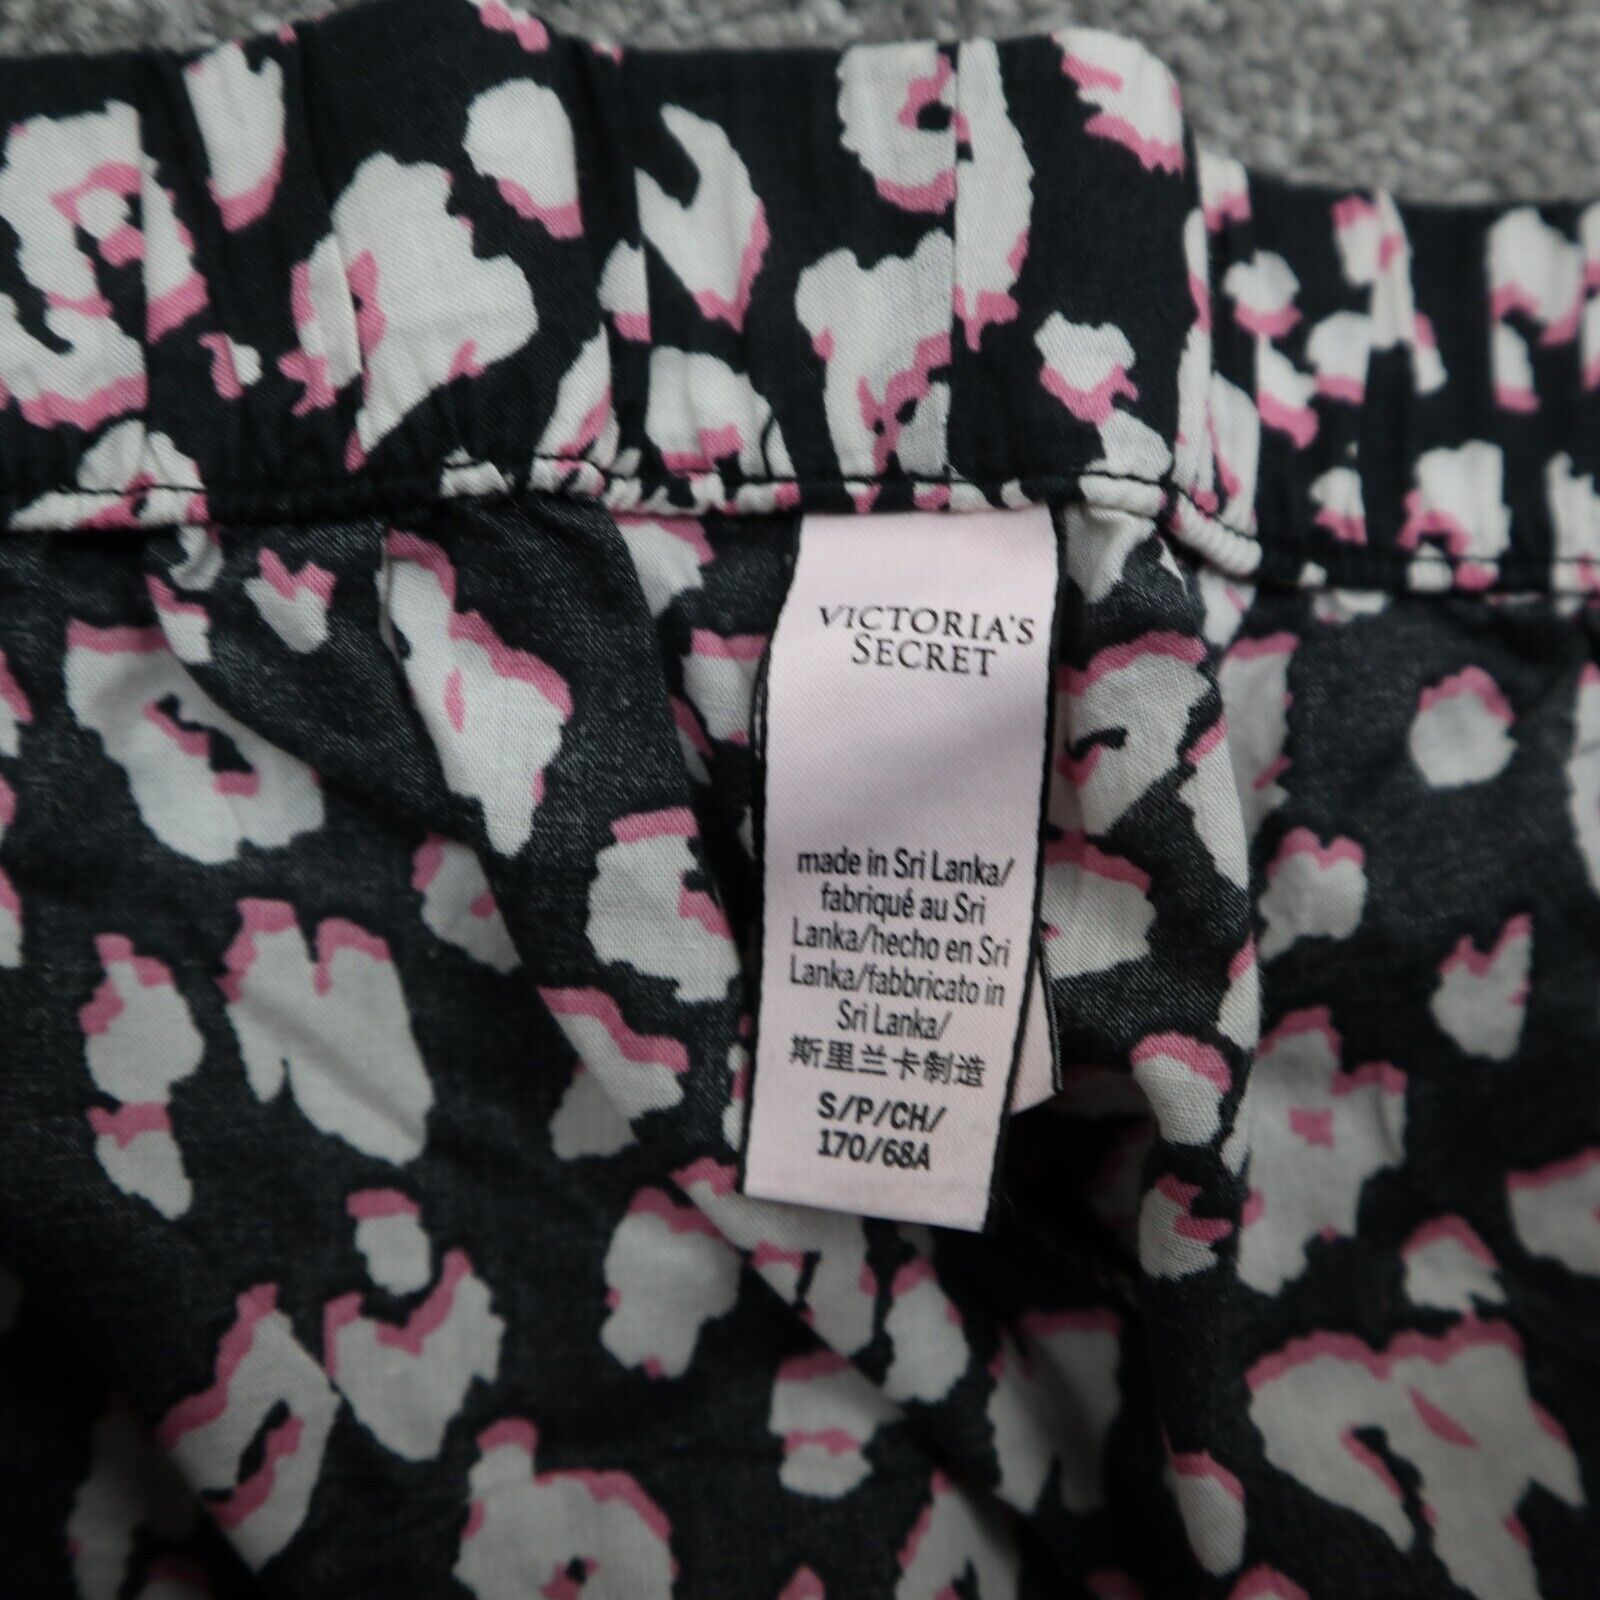 VICTORIA'S
SECRET
made in Sri Lanka/
fabriqué au Sri
Lanka/hecho en Sri
Lanka/fabbricato in
Sri Lanka/
斯里兰卡制造
S/P/CH/
170/68A